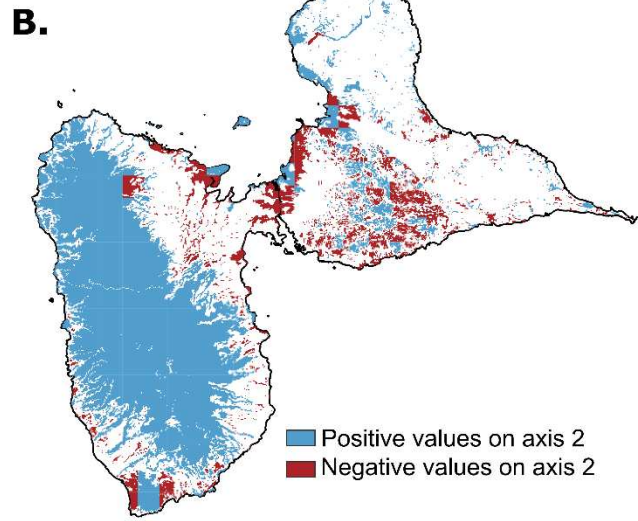 B.
Positive values on axis 2
Negative values on axis 2